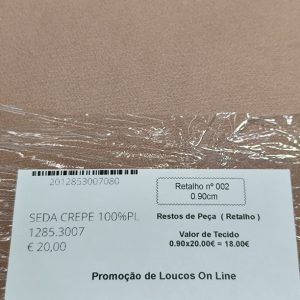 2012853007080
Retalho nº 002
0.90cm
SEDA CREPE 100%PL
1285.3007
€ 20,00
Restos de Peça ( Retalho )
Valor de Tecido
0.90x20.00€ = 18.00€
Promoção de Loucos On Line